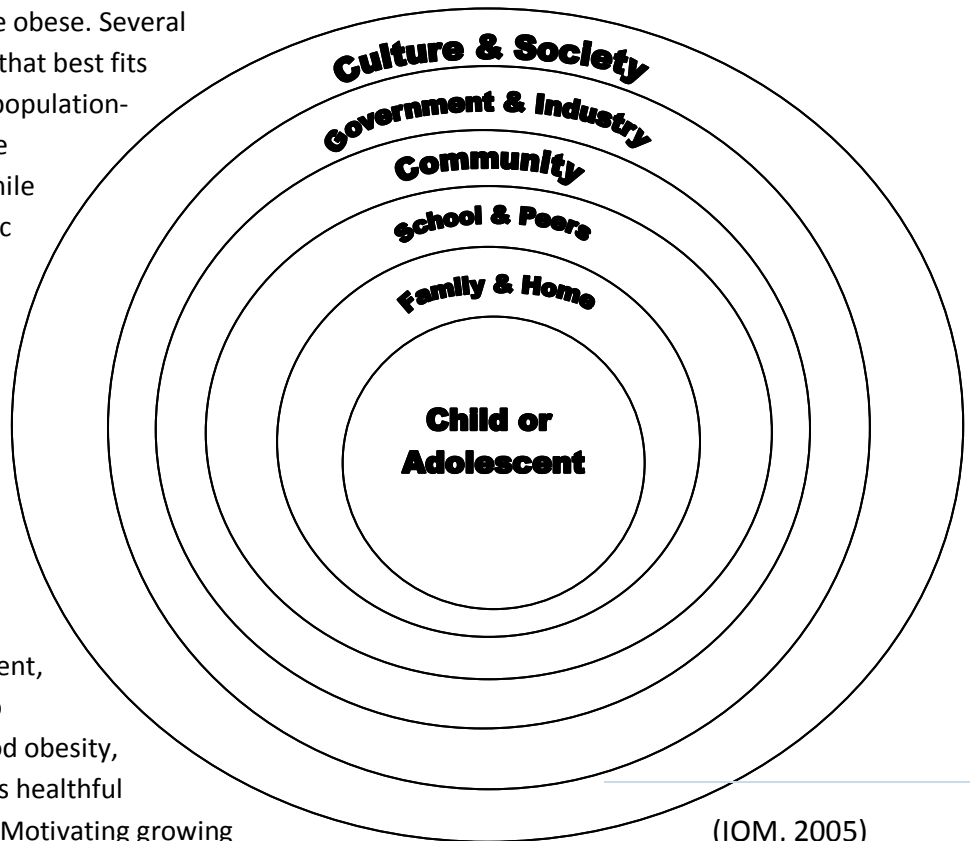 e obese. Several
that best fits
population-
e
ile
c
Culture & Society
Government & Industry
Community
School & Peers
Family & Home
Child or
Adolescent
ent,
od obesity,
s healthful
Motivating growing
(IOM, 2005)